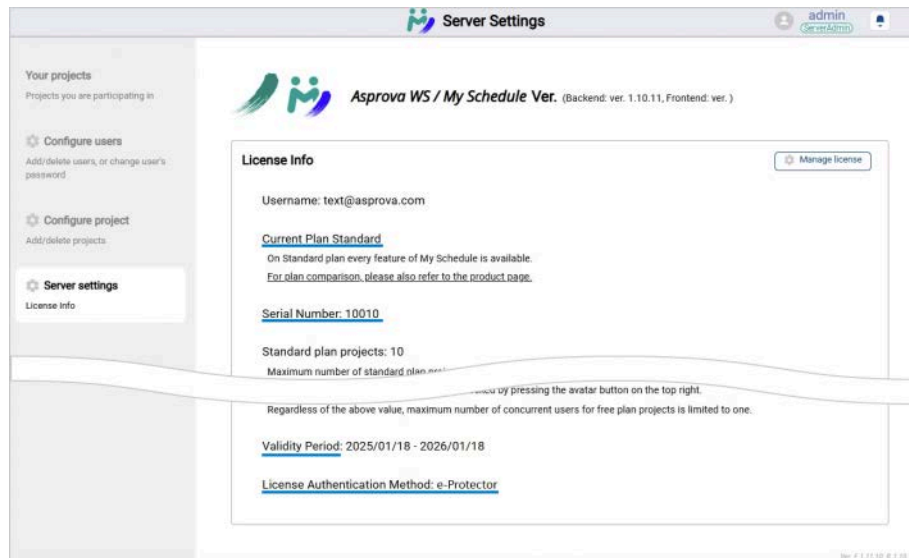 Server Settings
admin
(ServerAdmin)
Your projects
Projects you are participating in
Configure users
Add/delete users, or change user's
password
Configure project
Add/delete projects
Server settings
License Info
Asprova WS / My Schedule Ver. (Backend: ver. 1.10.11, Frontend: ver. )
License Info
Manage license
Username: text@asprova.com
Current Plan Standard
On Standard plan every feature of My Schedule is available.
For plan comparison, please also refer to the product page.
Serial Number: 10010
Standard plan projects: 10
Maximum number of standard plan
by pressing the avatar button on the top right.
Regardless of the above value, maximum number of concurrent users for free plan projects is limited to one.
Validity Period: 2025/01/18 - 2026/01/18
License Authentication Method: e-Protector